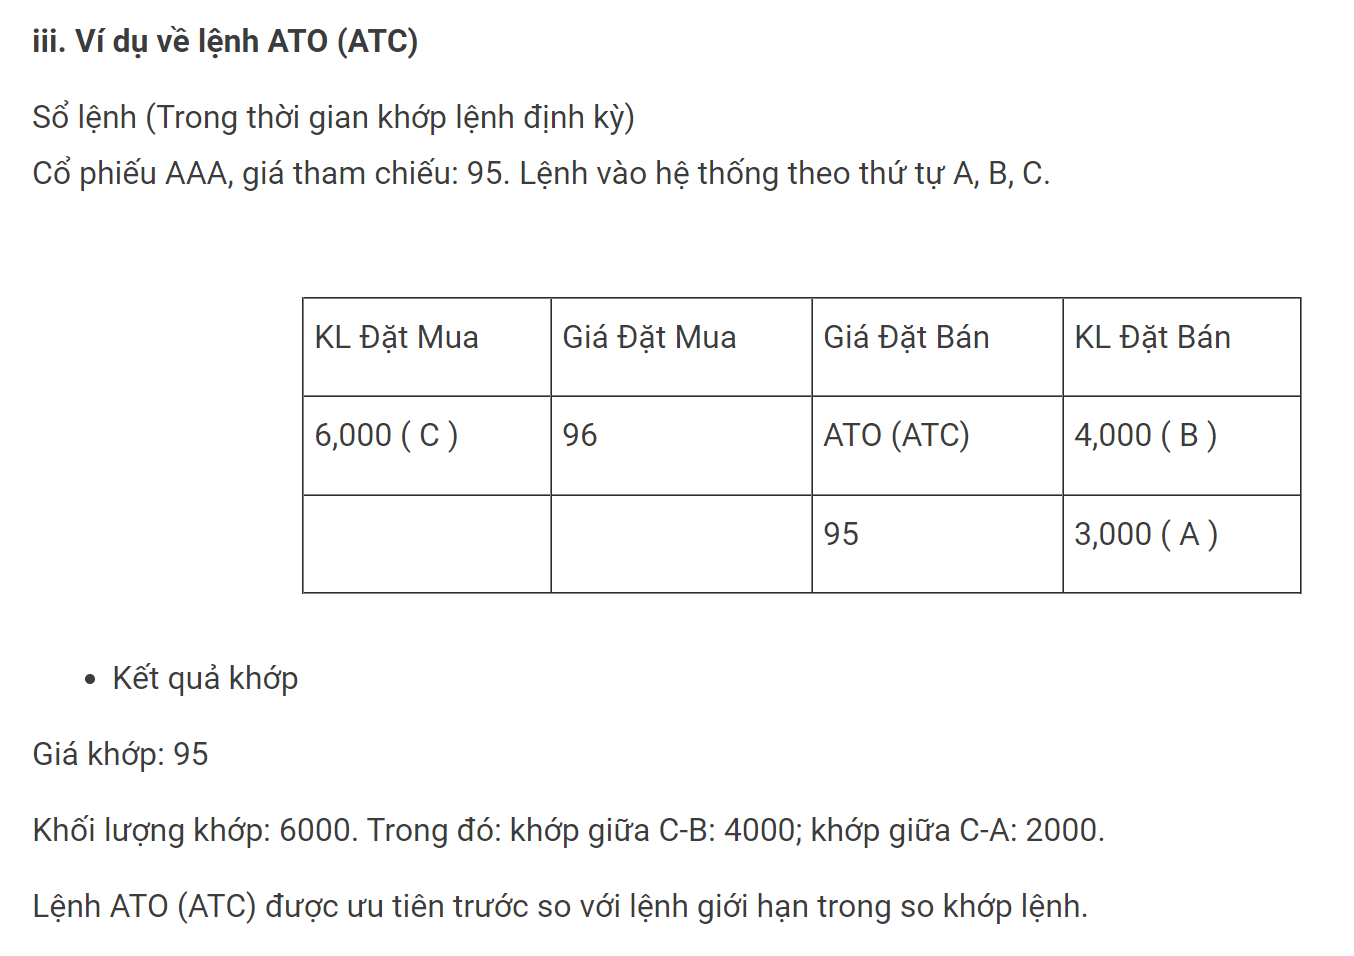 iii. Ví dụ về lệnh ATO (ATC)
Sổ lệnh (Trong thời gian khớp lệnh định kỳ)
Cổ phiếu AAA, giá tham chiếu: 95. Lệnh vào hệ thống theo thứ tự A, B, C.
KL Đặt Mua Giá Đặt Mua Giá Đặt Bán KL Đặt Bán
6,000 ( C ) 96 ATO (ATC) 4,000 ( B )
95 3,000 ( A )
• Kết quả khớp
Giá khớp: 95
Khối lượng khớp: 6000. Trong đó: khớp giữa C-B: 4000; khớp giữa C-A: 2000.
Lệnh ATO (ATC) được ưu tiên trước so với lệnh giới hạn trong so khớp lệnh.